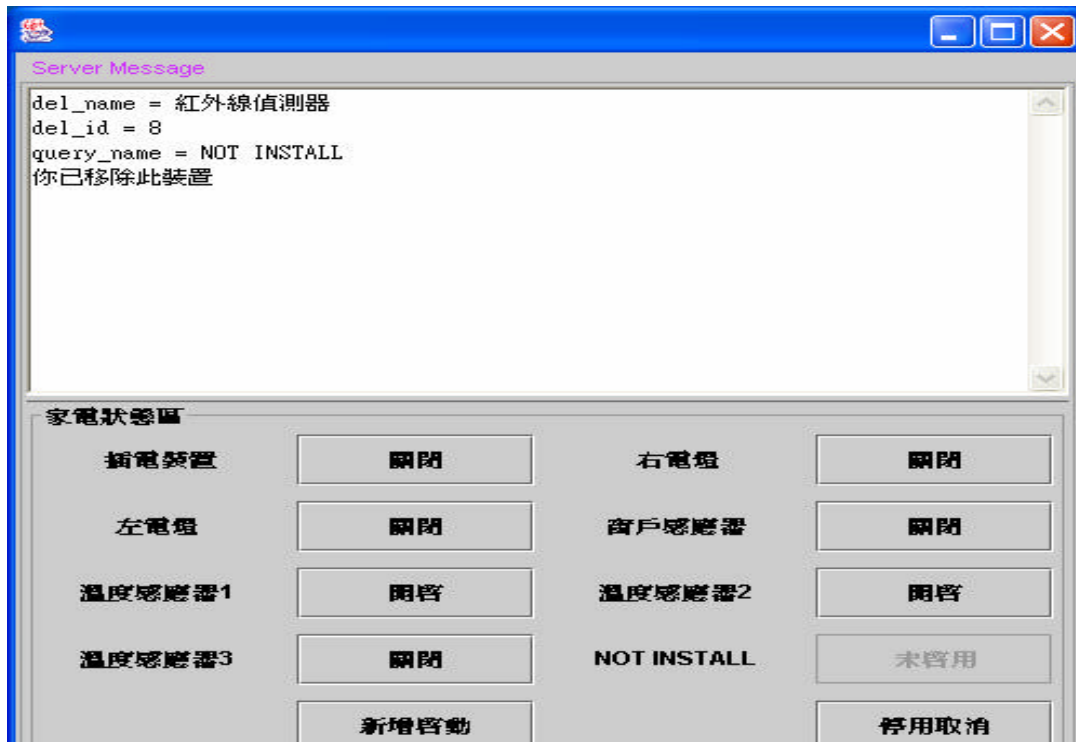 Server Message
del_name = 紅外線偵測器
del_id = 8
query_name = NOT INSTALL
你已移除此裝置
家電狀態區
插電裝置 關閉 右電燈 關閉
左電燈 關閉 窗戶感應器 關閉
溫度感應器1 開啓 溫度感應器2 開啓
溫度感應器3 關閉 NOT INSTALL 未啓用
新增啓動 停用取消